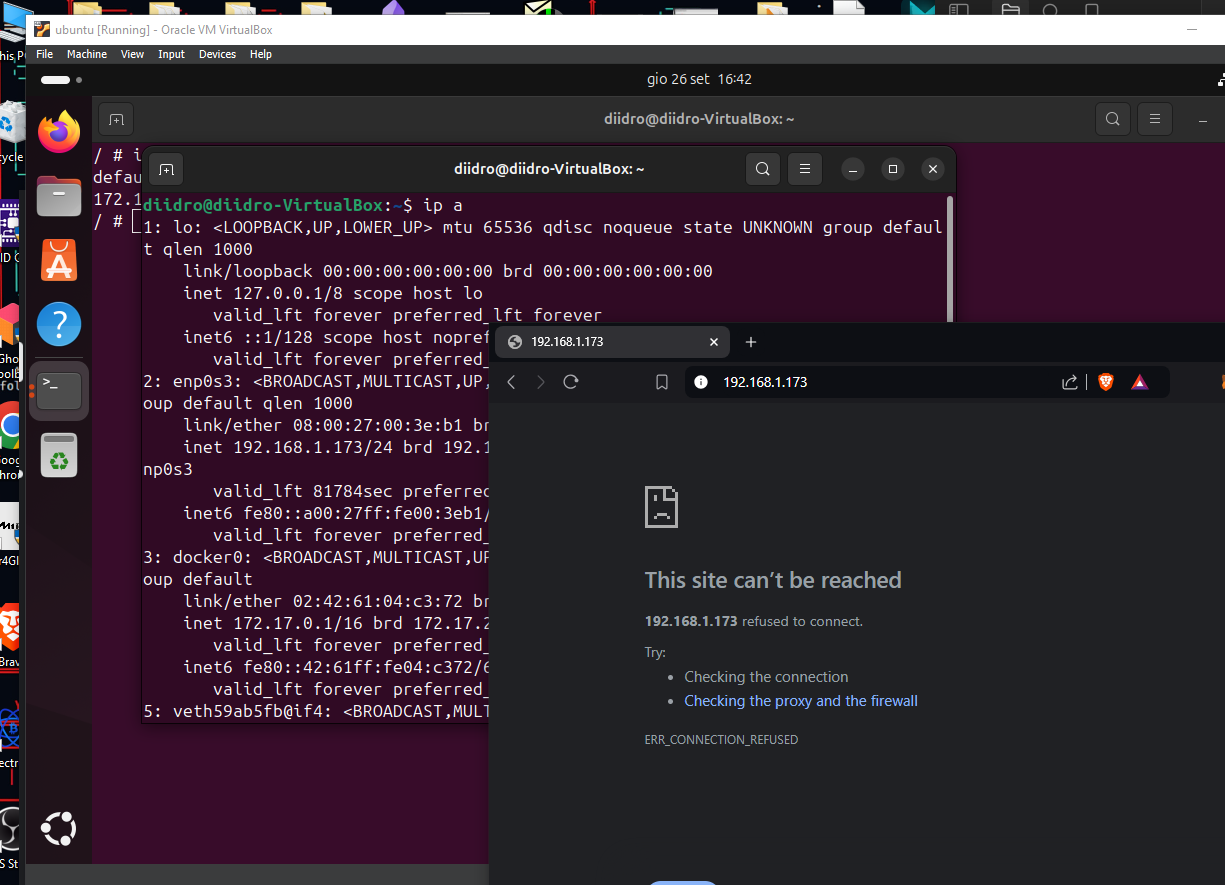 ubuntu [Running] - Oracle VM VirtualBox
File Machine View Input Devices Help
gio 26 set 16:42
diidro@diidro-VirtualBox: ~
/ # i
defau
172.1
/ #
diidro@diidro-VirtualBox: ~
diidro@diidro-VirtualBox:~$ ip a
1: lo: <LOOPBACK,UP,LOWER_UP> mtu 65536 qdisc noqueue state UNKNOWN group defaul
t qlen 1000
link/loopback 00:00:00:00:00:00 brd 00:00:00:00:00:00
inet 127.0.0.1/8 scope host lo
valid_lft forever preferred_lft forever
inet6 ::1/128 scope host nopref
valid_lft forever preferred_
2: enp0s3: <BROADCAST,MULTICAST,UP,
oup default qlen 1000
link/ether 08:00:27:00:3e:b1 br
inet 192.168.1.173/24 brd 192.1
np0s3
valid_lft 81784sec preferred
inet6 fe80::a00:27ff:fe00:3eb1/
valid_lft forever preferred_
3: docker0: <BROADCAST,MULTICAST,UP
oup default
link/ether 02:42:61:04:c3:72 br
inet 172.17.0.1/16 brd 172.17.2
valid_lft forever preferred_
inet6 fe80::42:61ff:fe04:c372/6
valid_lft forever preferred_
5: veth59ab5fb@if4: <BROADCAST,MULT
192.168.1.173
192.168.1.173
This site can’t be reached
192.168.1.173 refused to connect.
Try:
• Checking the connection
• Checking the proxy and the firewall
ERR_CONNECTION_REFUSED